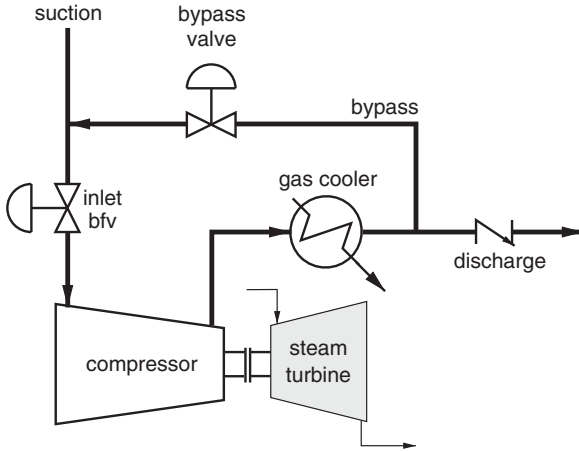 suction
bypass
valve
bypass
inlet
bfv
gas cooler
discharge
compressor
steam
turbine